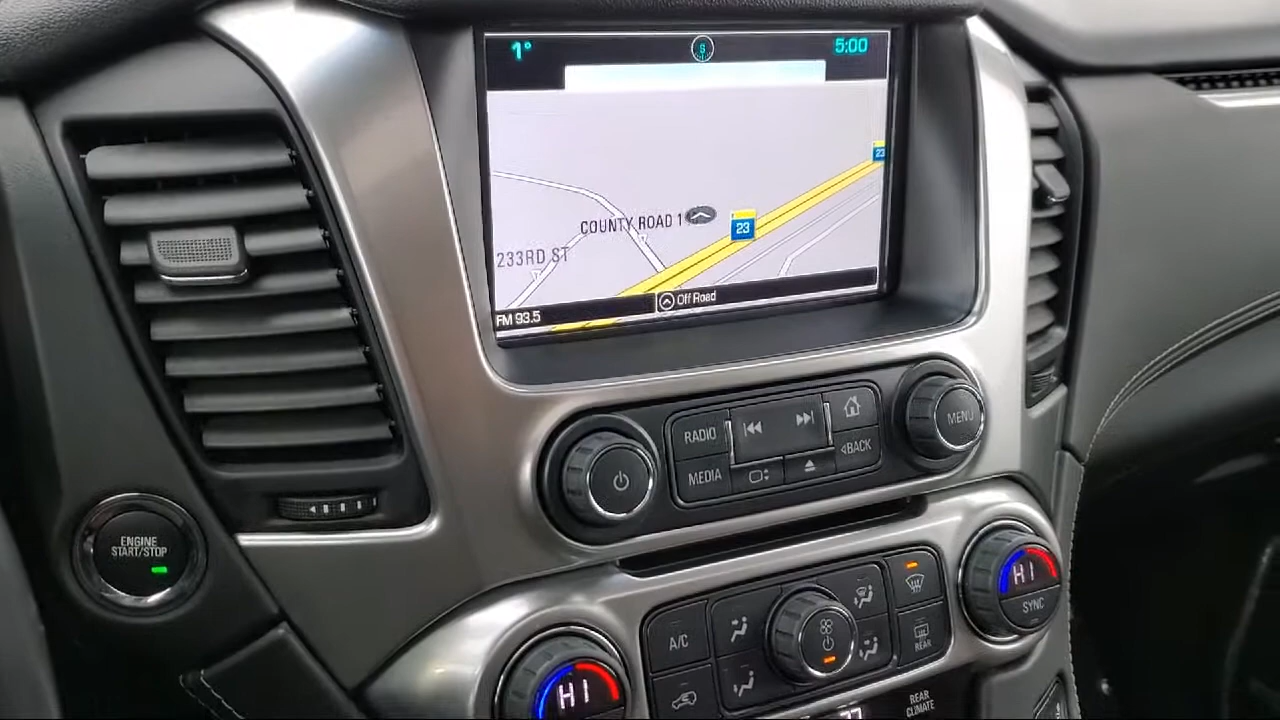 1° S 5:00
23
COUNTY ROAD 1
23
233RD ST
Off Road
FM 93.5
RADIO
MENU
BACK
MEDIA
ENGINE
START/STOP
HI
SYNC
A/C
REAR
HI
REAR
CLIMATE